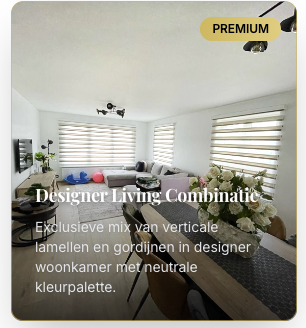 PREMIUM
Designer Living Combinatie
Exclusieve mix van verticale
lamellen en gordijnen in designer
woonkamer met neutrale
kleurpalette.